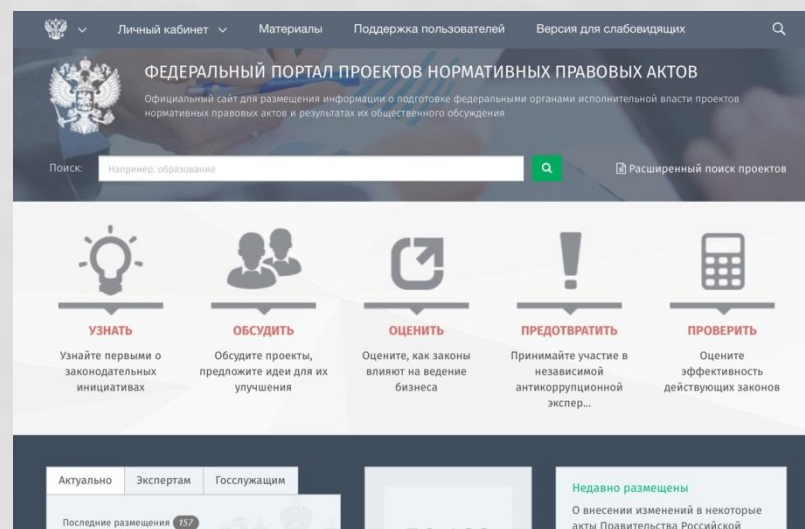 Личный кабинет Материалы Поддержка пользователей Версия для слабовидящих
ФЕДЕРАЛЬНЫЙ ПОРТАЛ ПРОЕКТОВ НОРМАТИВНЫХ ПРАВОВЫХ АКТОВ
Официальный сайт для размещения информации о подготовке федеральными органами исполнительной власти проектов
нормативных правовых актов и результатах их общественного обсуждения
Поиск: Например: образование Расширенный поиск проектов
УЗНАТЬ
Узнайте первыми о
законодательных
инициативах
ОБСУДИТЬ
Обсудите проекты,
предложите идеи для их
улучшения
ОЦЕНИТЬ
Оцените, как законы
влияют на ведение
бизнеса
ПРЕДОТВРАТИТЬ
Принимайте участие в
независимой
антикоррупционной
экспер...
ПРОВЕРИТЬ
Оцените
эффективность
действующих законов
Актуально Экспертам Госслужащим
Последние размещения 157
Недавно размещены
О внесении изменений в некоторые
акты Правительства Российской